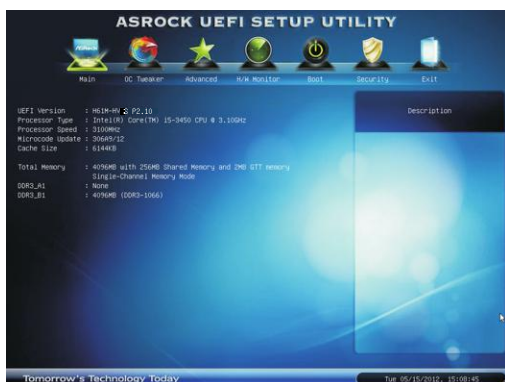 ASROCK UEFI SETUP UTILITY
Main OC Tweaker Advanced H/W Monitor Boot Security Exit
UEFI Version : H61M-HV S P2.10
Processor Type : Intel(R) Core(TM) i5-3450 CPU @ 3.10GHz
Processor Speed : 3100MHz
Microcode Update : 306A9/12
Cache Size : 6144KB
Description
Total Memory : 4096MB with 256MB Shared Memory and 2MB GTT memory
Single-Channel Memory Mode
DDR3_A1 : None
DDR3_B1 : 4096MB (DDR3-1066)
Tomorrow's Technology Today
Tue 05/15/2012, 15:08:45